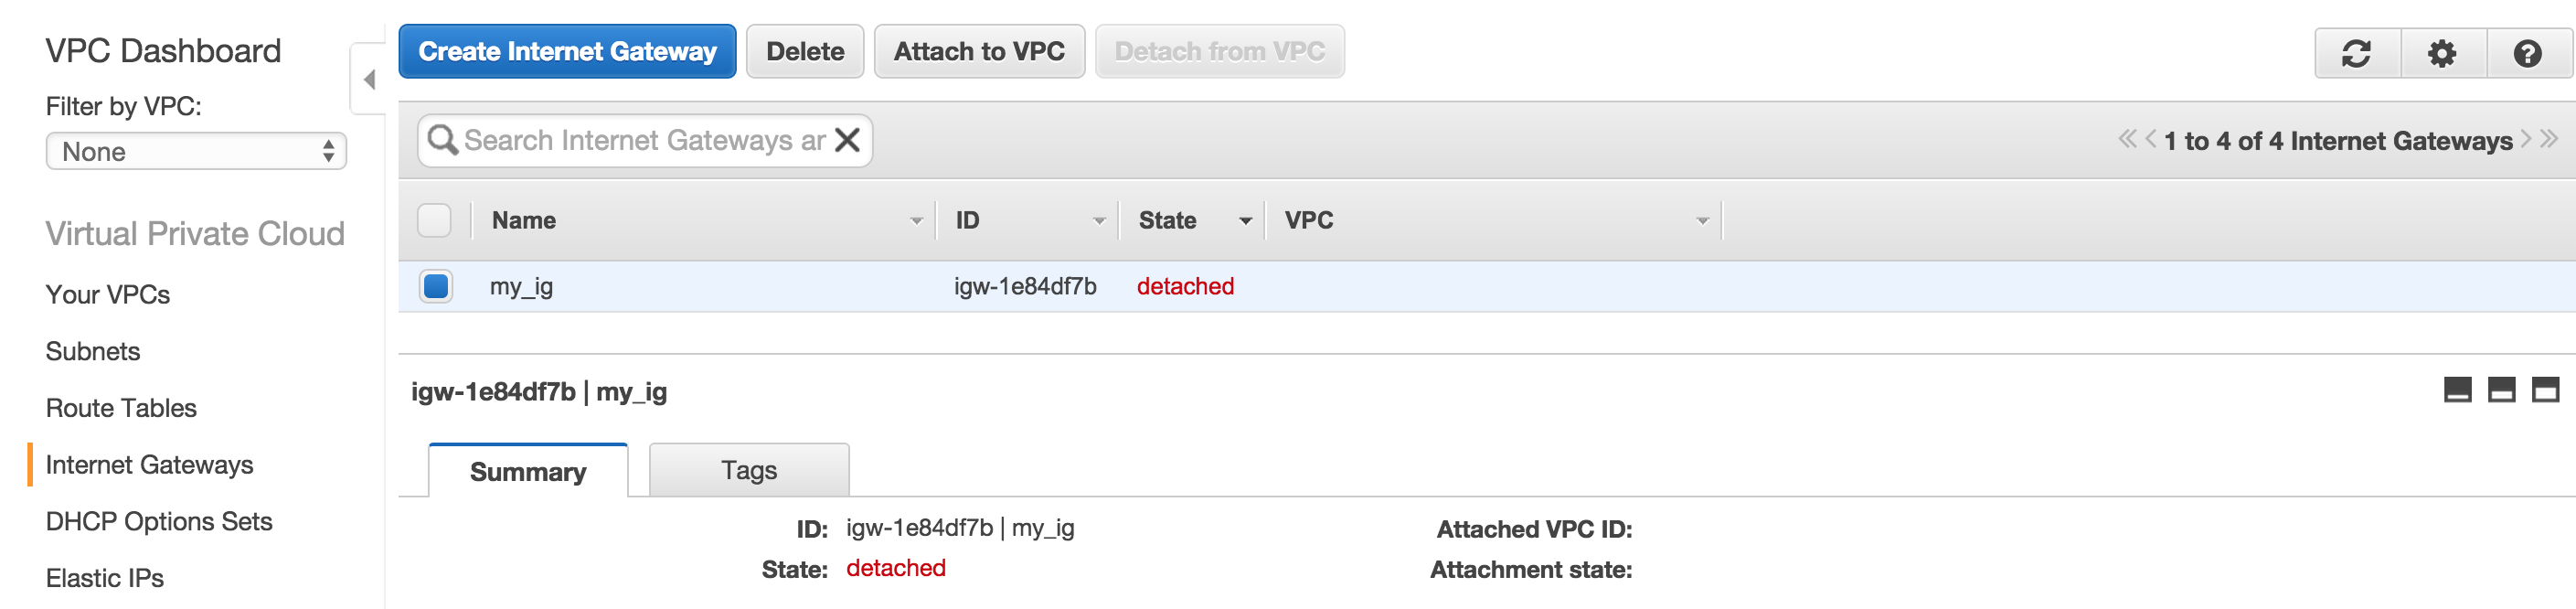 VPC Dashboard
Filter by VPC:
None
Virtual Private Cloud
Your VPCs
Subnets
Route Tables
Internet Gateways
DHCP Options Sets
Elastic IPs
Create Internet Gateway Delete Attach to VPC Detach from VPC
Search Internet Gateways ar
1 to 4 of 4 Internet Gateways
Name ID State VPC
my_ig igw-1e84df7b detached
igw-1e84df7b | my_ig
Summary Tags
ID: igw-1e84df7b | my_ig Attached VPC ID:
State: detached Attachment state: